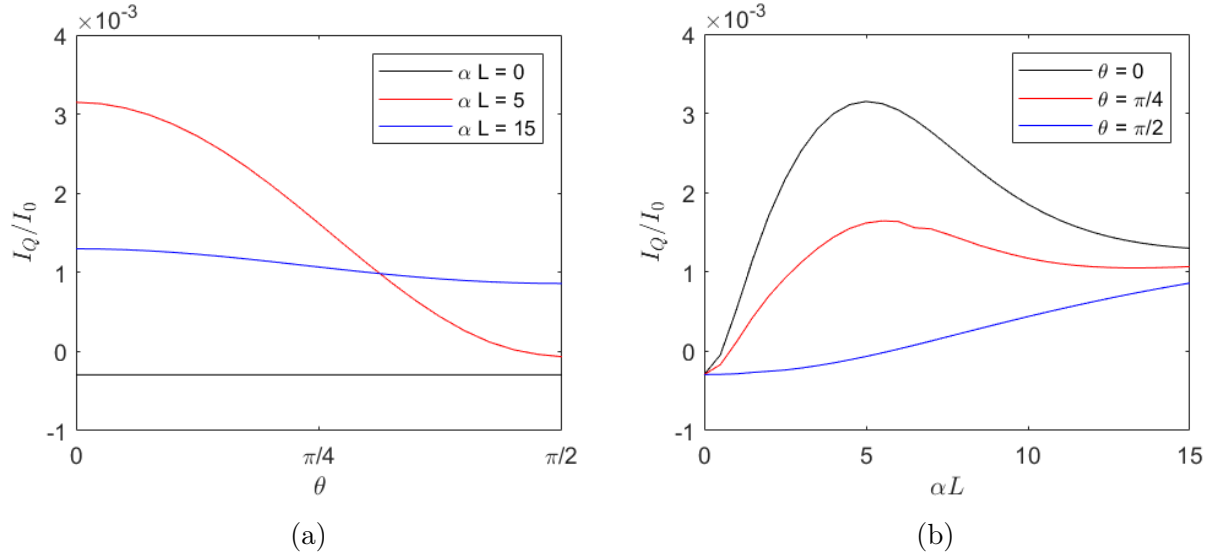 ×10⁻³
4
3
2
1
0
-1
I_Q/I_0
α L = 0
α L = 5
α L = 15
0
π/4
π/2
θ
(a)
×10⁻³
4
3
2
1
0
-1
I_Q/I_0
θ = 0
θ = π/4
θ = π/2
0
5
10
15
αL
(b)